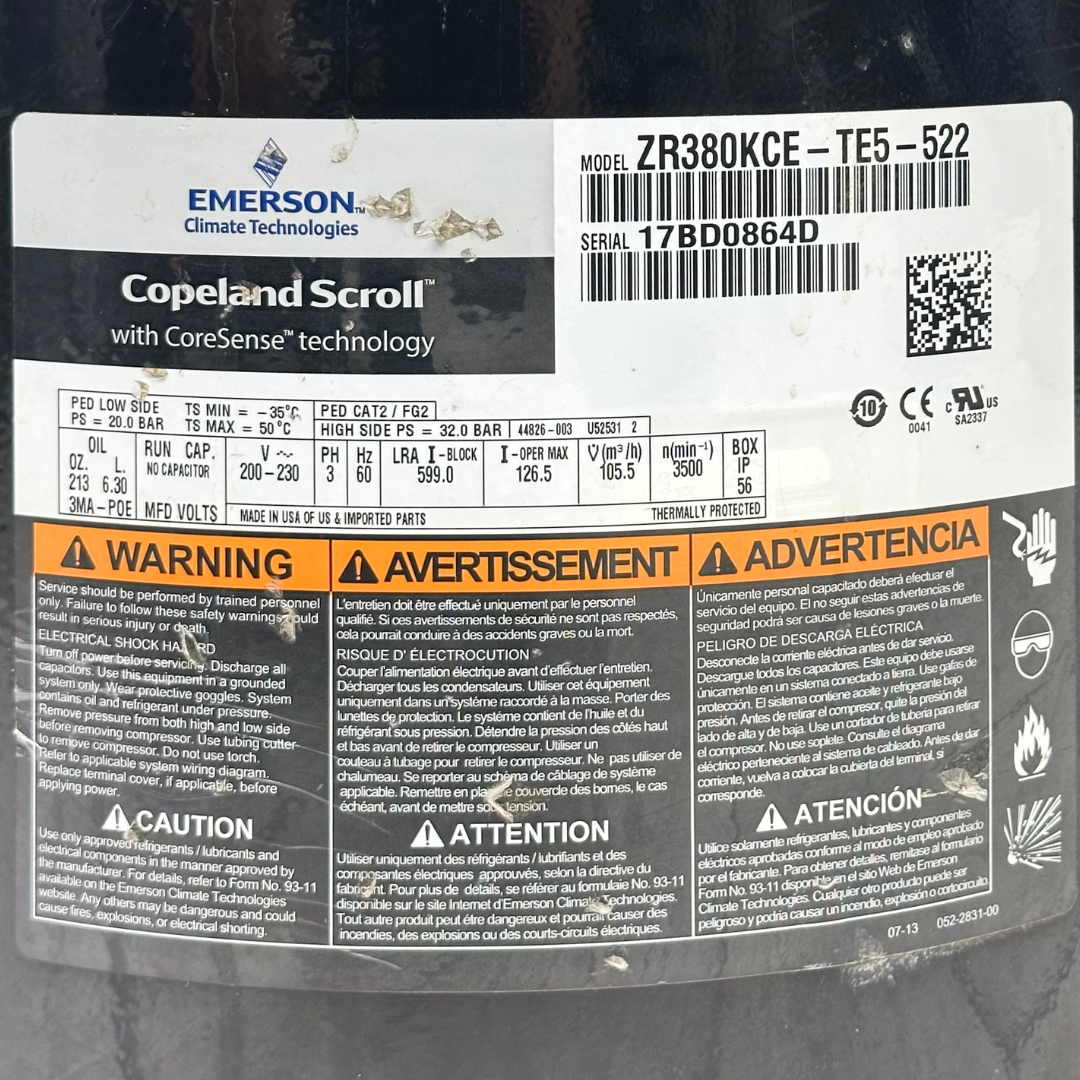 EMERSON™
Climate Technologies
Copeland Scroll™
with CoreSense™ technology
MODEL ZR380KCE-TE5-522
SERIAL 17BD0864D
10
CE
0041
c RU US
SA2337
PED LOW SIDE TS MIN = -35°C PED CAT2 / FG2
PS = 20.0 BAR TS MAX = 50°C HIGH SIDE PS = 32.0 BAR 44826-003 U52531 2
OIL RUN CAP. V ~ PH Hz LRA I-BLOCK I-OPER MAX V̇(m³/h) n(min⁻¹) BOX
OZ. L. NO CAPACITOR 200-230 3 60 599.0 126.5 105.5 3500 IP
213 6.30 56
3MA-POE MFD VOLTS MADE IN USA OF US & IMPORTED PARTS THERMALLY PROTECTED
WARNING
Service should be performed by trained personnel
only. Failure to follow these safety warnings could
result in serious injury or death.
ELECTRICAL SHOCK HAZARD
Turn off power before servicing. Discharge all
capacitors. Use this equipment in a grounded
system only. Wear protective goggles. System
contains oil and refrigerant under pressure.
Remove pressure from both high and low side
before removing compressor. Use tubing cutter
to remove compressor. Do not use torch.
Refer to applicable system wiring diagram.
Replace terminal cover, if applicable, before
applying power.
CAUTION
Use only approved refrigerants / lubricants and
electrical components in the manner approved by
the manufacturer. For details, refer to Form No. 93-11
available on the Emerson Climate Technologies
website. Any others may be dangerous and could
cause fires, explosions, or electrical shorting.
AVERTISSEMENT
L'entretien doit être effectué uniquement par le personnel
qualifié. Si ces avertissements de sécurité ne sont pas respectés,
cela pourrait conduire à des accidents graves ou la mort.
RISQUE D' ÉLECTROCUTION
Couper l'alimentation électrique avant d'effectuer l'entretien.
Décharger tous les condensateurs. Utiliser cet équipement
uniquement dans un système raccordé à la masse. Porter des
lunettes de protection. Le système contient de l'huile et du
réfrigérant sous pression. Détendre la pression des côtés haut
et bas avant de retirer le compresseur. Utiliser un
couteau à tubage pour retirer le compresseur. Ne pas utiliser de
chalumeau. Se reporter au schéma de câblage de système
applicable. Remettre en place le couvercle des bornes, le cas
échéant, avant de mettre sous tension.
ATTENTION
Utiliser uniquement des réfrigérants / lubrifiants et des
composantes électriques approuvés, selon la directive du
fabricant. Pour plus de détails, se référer au formulaie No. 93-11
disponible sur le site Internet d'Emerson Climate Technologies.
Tout autre produit peut être dangereux et pourrait causer des
incendies, des explosions ou des courts-circuits électriques.
ADVERTENCIA
Únicamente personal capacitado deberá efectuar el
servicio del equipo. El no seguir estas advertencias de
seguridad podrá ser causa de lesiones graves o la muerte.
PELIGRO DE DESCARGA ELÉCTRICA
Desconecte la corriente eléctrica antes de dar servicio.
Descargue todos los capacitores. Este equipo debe usarse
únicamente en un sistema conectado a tierra. Use gafas de
protección. El sistema contiene aceite y refrigerante bajo
presión. Antes de retirar el compresor, quite la presión del
lado de alta y de baja. Use un cortador de tubería para retirar
el compresor. No use soplete. Consulte el diagrama
eléctrico perteneciente al sistema de cableado. Antes de dar
corriente, vuelva a colocar la cubierta del terminal, si
corresponde.
ATENCIÓN
Utilice solamente refrigerantes, lubricantes y componentes
eléctricos aprobadas conforme al modo de empleo aprobado
por el fabricante. Para obtener detalles, remítase al formulario
Form No. 93-11 disponible en el sitio Web de Emerson
Climate Technologies. Cualquier otro producto puede ser
peligroso y podría causar un incendio, explosión o cortocircuito.
07-13 052-2831-00